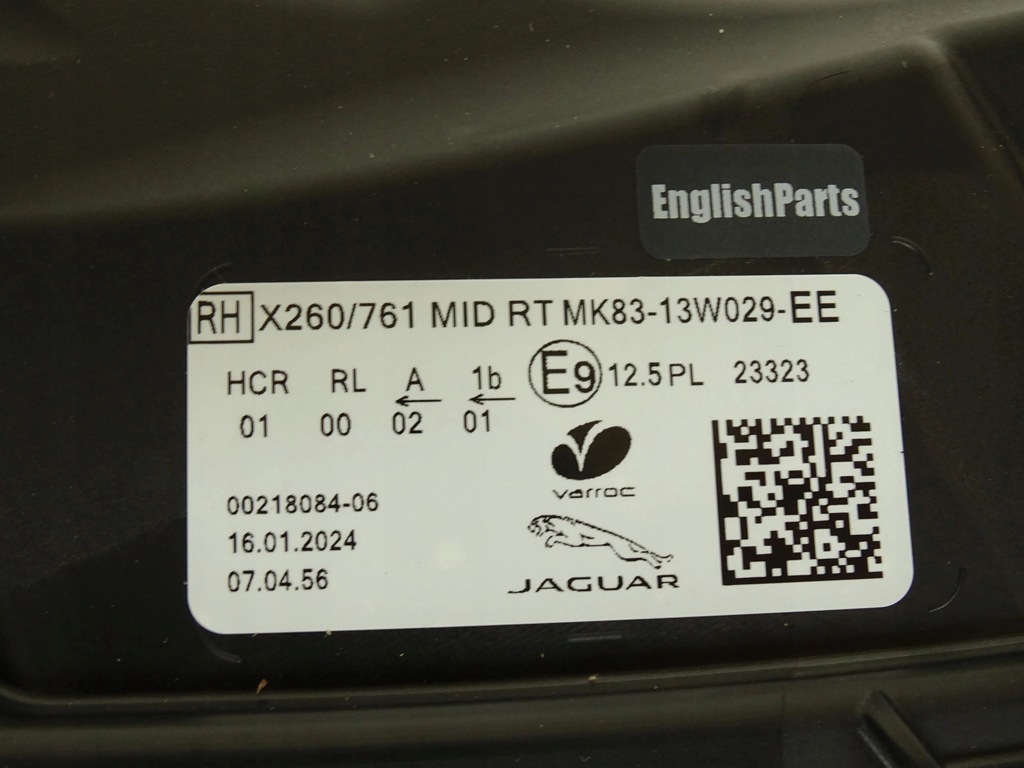 EnglishParts
RH X260/761 MID RT MK83-13W029-EE
HCR RL A 1b E9 12.5 PL 23323
← ←
01 00 02 01
varroc
00218084-06
16.01.2024
07.04.56
JAGUAR